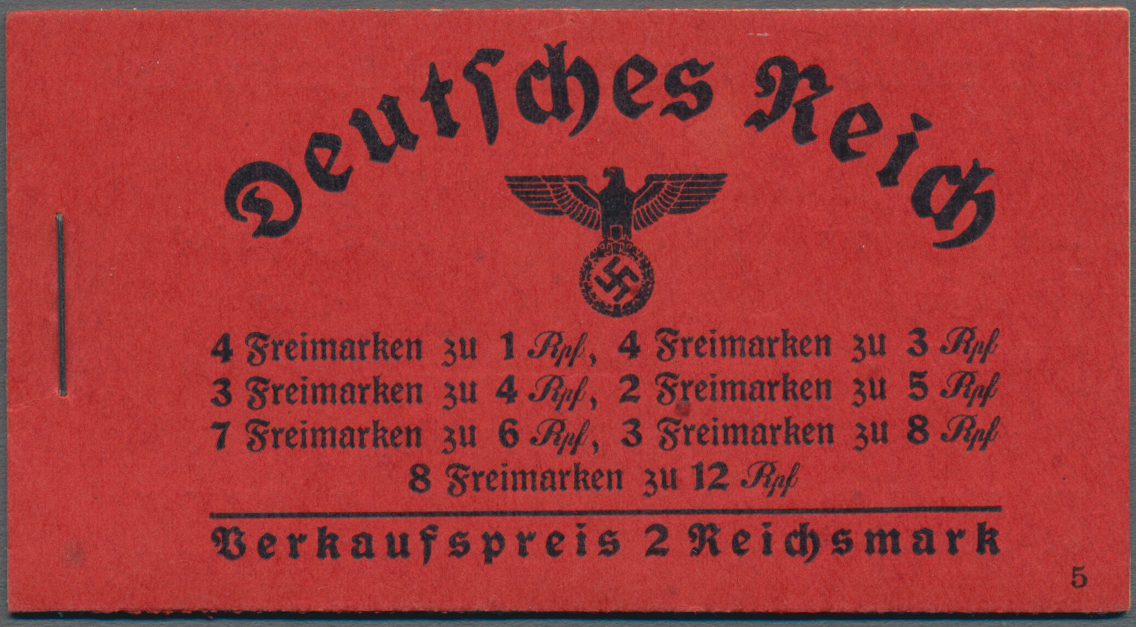 Deutsches Reich
4 Freimarken zu 1 Rpf, 4 Freimarken zu 3 Rpf
3 Freimarken zu 4 Rpf, 2 Freimarken zu 5 Rpf
7 Freimarken zu 6 Rpf, 3 Freimarken zu 8 Rpf
8 Freimarken zu 12 Rpf
Verkaufspreis 2 Reichsmark
5